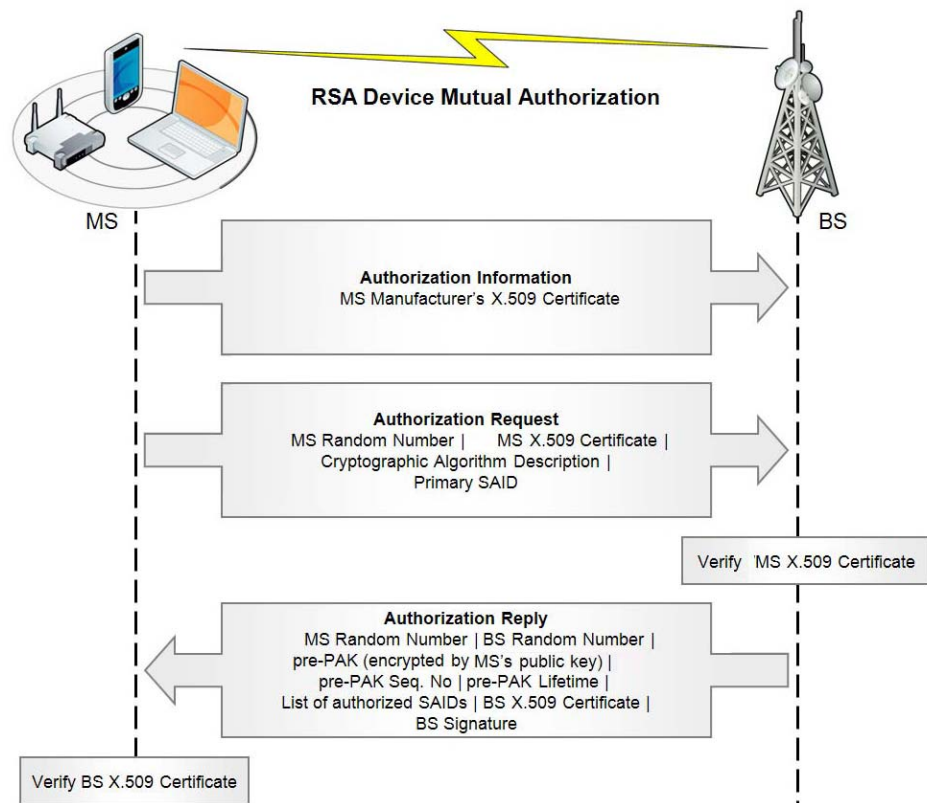 RSA Device Mutual Authorization
MS
BS
Authorization Information
MS Manufacturer's X.509 Certificate
Authorization Request
MS Random Number | MS X.509 Certificate |
Cryptographic Algorithm Description |
Primary SAID
Verify 'MS X.509 Certificate
Authorization Reply
MS Random Number | BS Random Number |
pre-PAK (encrypted by MS's public key) |
pre-PAK Seq. No | pre-PAK Lifetime |
List of authorized SAIDs | BS X.509 Certificate |
BS Signature
Verify BS X.509 Certificate